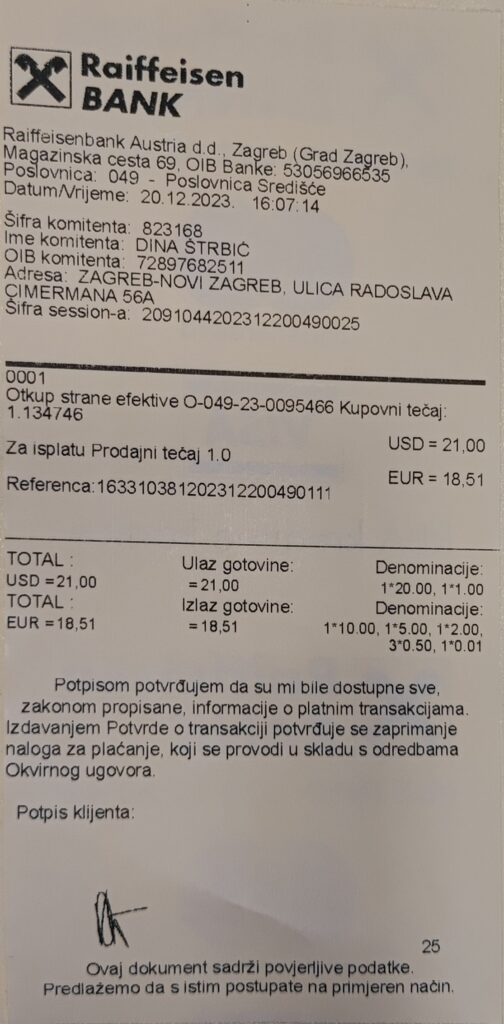 Raiffeisen
BANK
Raiffeisenbank Austria d.d., Zagreb (Grad Zagreb),
Magazinska cesta 69, OIB Banke: 53056966535
Poslovnica: 049 - Poslovnica Središće
Datum/Vrijeme: 20.12.2023. 16:07:14
Šifra komitenta: 823168
Ime komitenta: DINA ŠTRBIĆ
OIB komitenta: 72897682511
Adresa: ZAGREB-NOVI ZAGREB, ULICA RADOSLAVA
CIMERMANA 56A
Šifra session-a: 2091044202312200490025
0001
Otkup strane efektive O-049-23-0095466 Kupovni tečaj:
1.134746
USD = 21,00
Za isplatu Prodajni tečaj 1.0
EUR = 18,51
Referenca:1633103812023122004901​11
TOTAL : Ulaz gotovine: Denominacije:
USD =21,00 =21,00 1*20.00, 1*1.00
TOTAL : Izlaz gotovine: Denominacije:
EUR =18,51 =18,51 1*10.00, 1*5.00, 1*2.00,
3*0.50, 1*0.01
Potpisom potvrđujem da su mi bile dostupne sve,
zakonom propisane, informacije o platnim transakcijama.
Izdavanjem Potvrde o transakciji potvrđuje se zaprimanje
naloga za plaćanje, koji se provodi u skladu s odredbama
Okvirnog ugovora.
Potpis klijenta:
25
Ovaj dokument sadrži povjerljive podatke.
Predlažemo da s istim postupate na primjeren način.